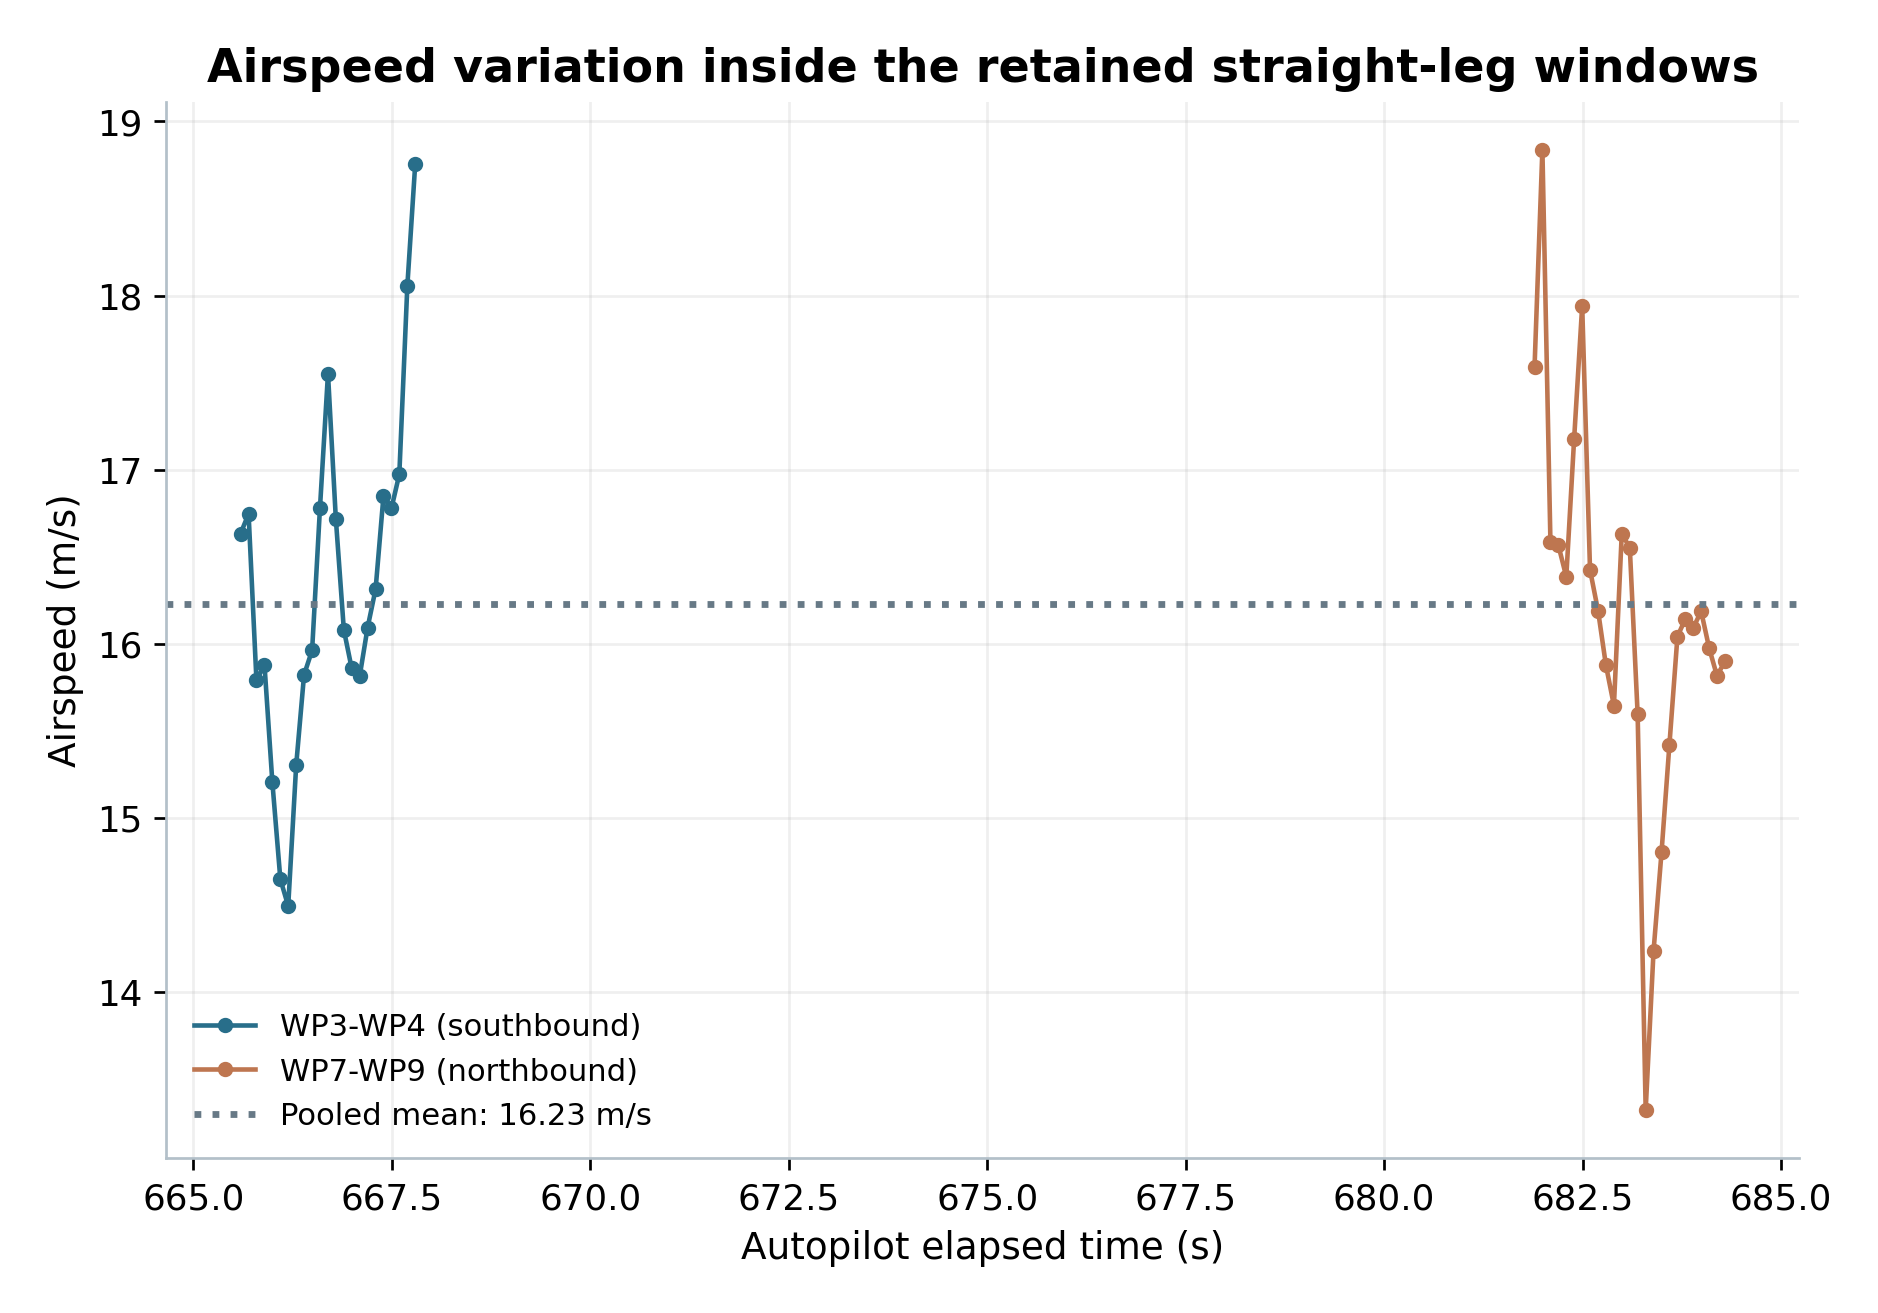 Airspeed variation inside the retained straight-leg windows
19
18
17
16
15
14
Airspeed (m/s)
WP3-WP4 (southbound)
WP7-WP9 (northbound)
Pooled mean: 16.23 m/s
665.0 667.5 670.0 672.5 675.0 677.5 680.0 682.5 685.0
Autopilot elapsed time (s)